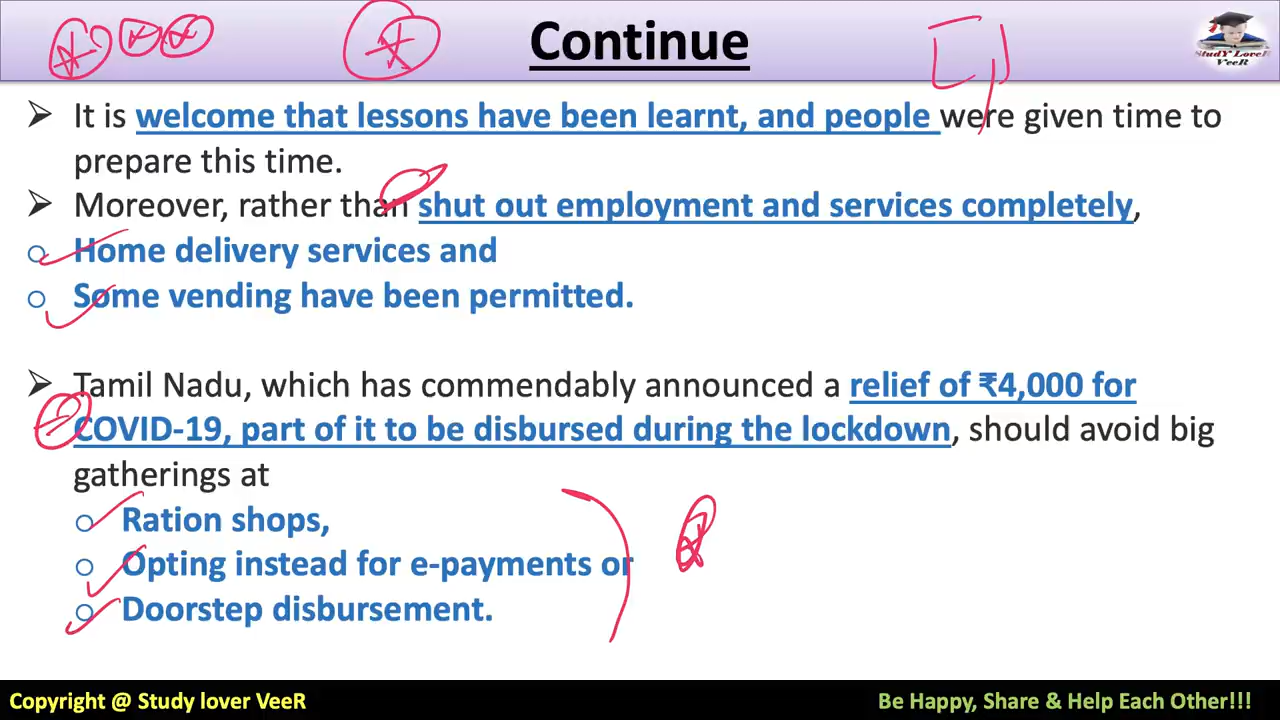 Continue
StudY LoveR
VeeR
➤ It is welcome that lessons have been learnt, and people were given time to
prepare this time.
➤ Moreover, rather than shut out employment and services completely,
o Home delivery services and
o Some vending have been permitted.
➤ Tamil Nadu, which has commendably announced a relief of ₹4,000 for
COVID-19, part of it to be disbursed during the lockdown, should avoid big
gatherings at
o Ration shops,
o Opting instead for e-payments or
o Doorstep disbursement.
Copyright @ Study lover VeeR
Be Happy, Share & Help Each Other!!!